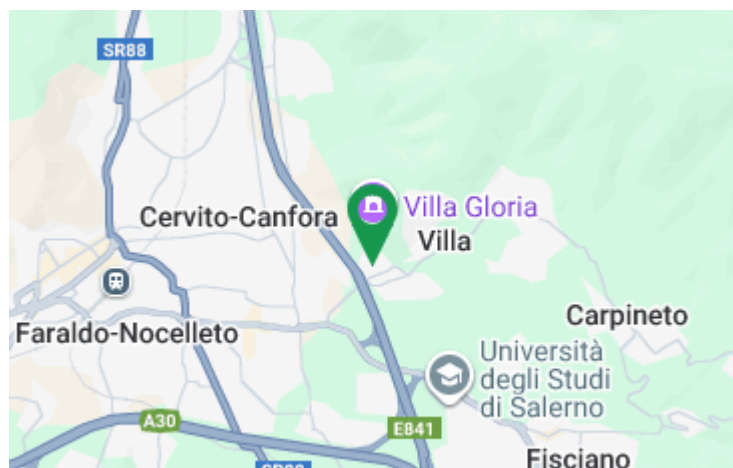 SR88
Villa Gloria
Cervito-Canfora
Villa
Carpineto
Faraldo-Nocelleto
Università
degli Studi
di Salerno
A30
E841
Fisciano